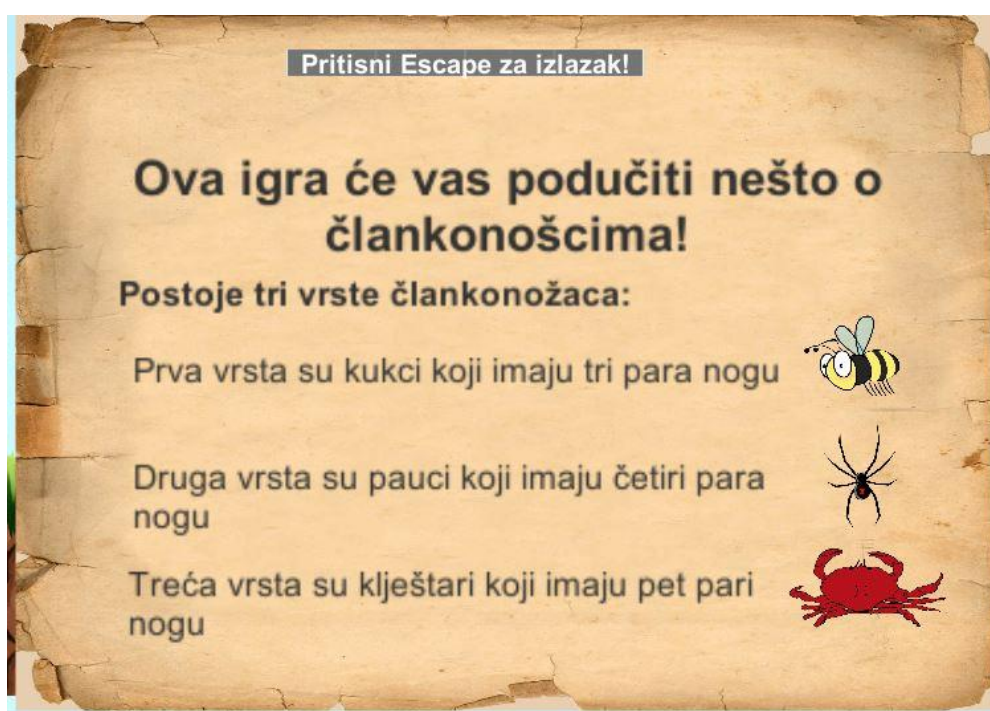 Pritisni Escape za izlazak!
Ova igra će vas podučiti nešto o
člankonošcima!
Postoje tri vrste člankonožaca:
Prva vrsta su kukci koji imaju tri para nogu
Druga vrsta su pauci koji imaju četiri para
nogu
Treća vrsta su klještari koji imaju pet pari
nogu